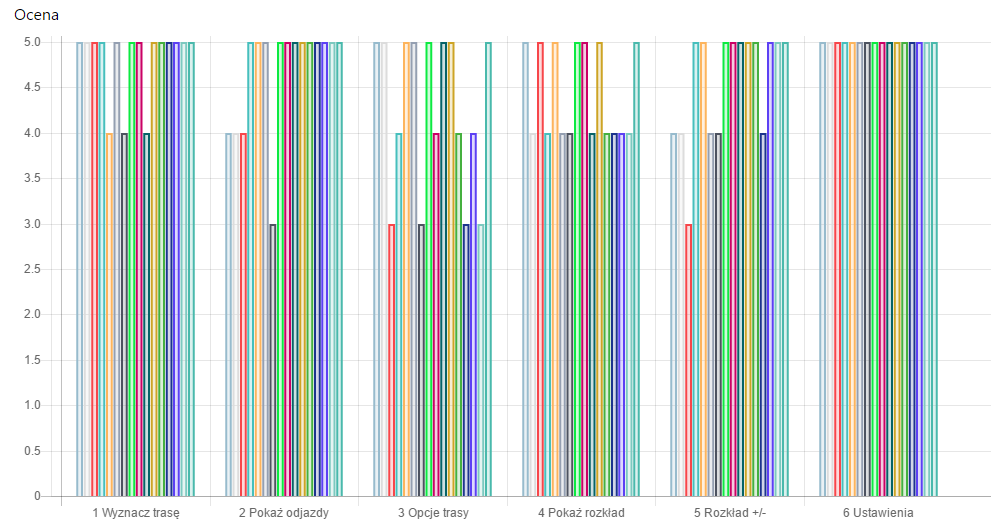 Ocena
5.0
4.5
4.0
3.5
3.0
2.5
2.0
1.5
1.0
0.5
0
1 Wyznacz trasę
2 Pokaż odjazdy
3 Opcje trasy
4 Pokaż rozkład
5 Rozkład +/-
6 Ustawienia